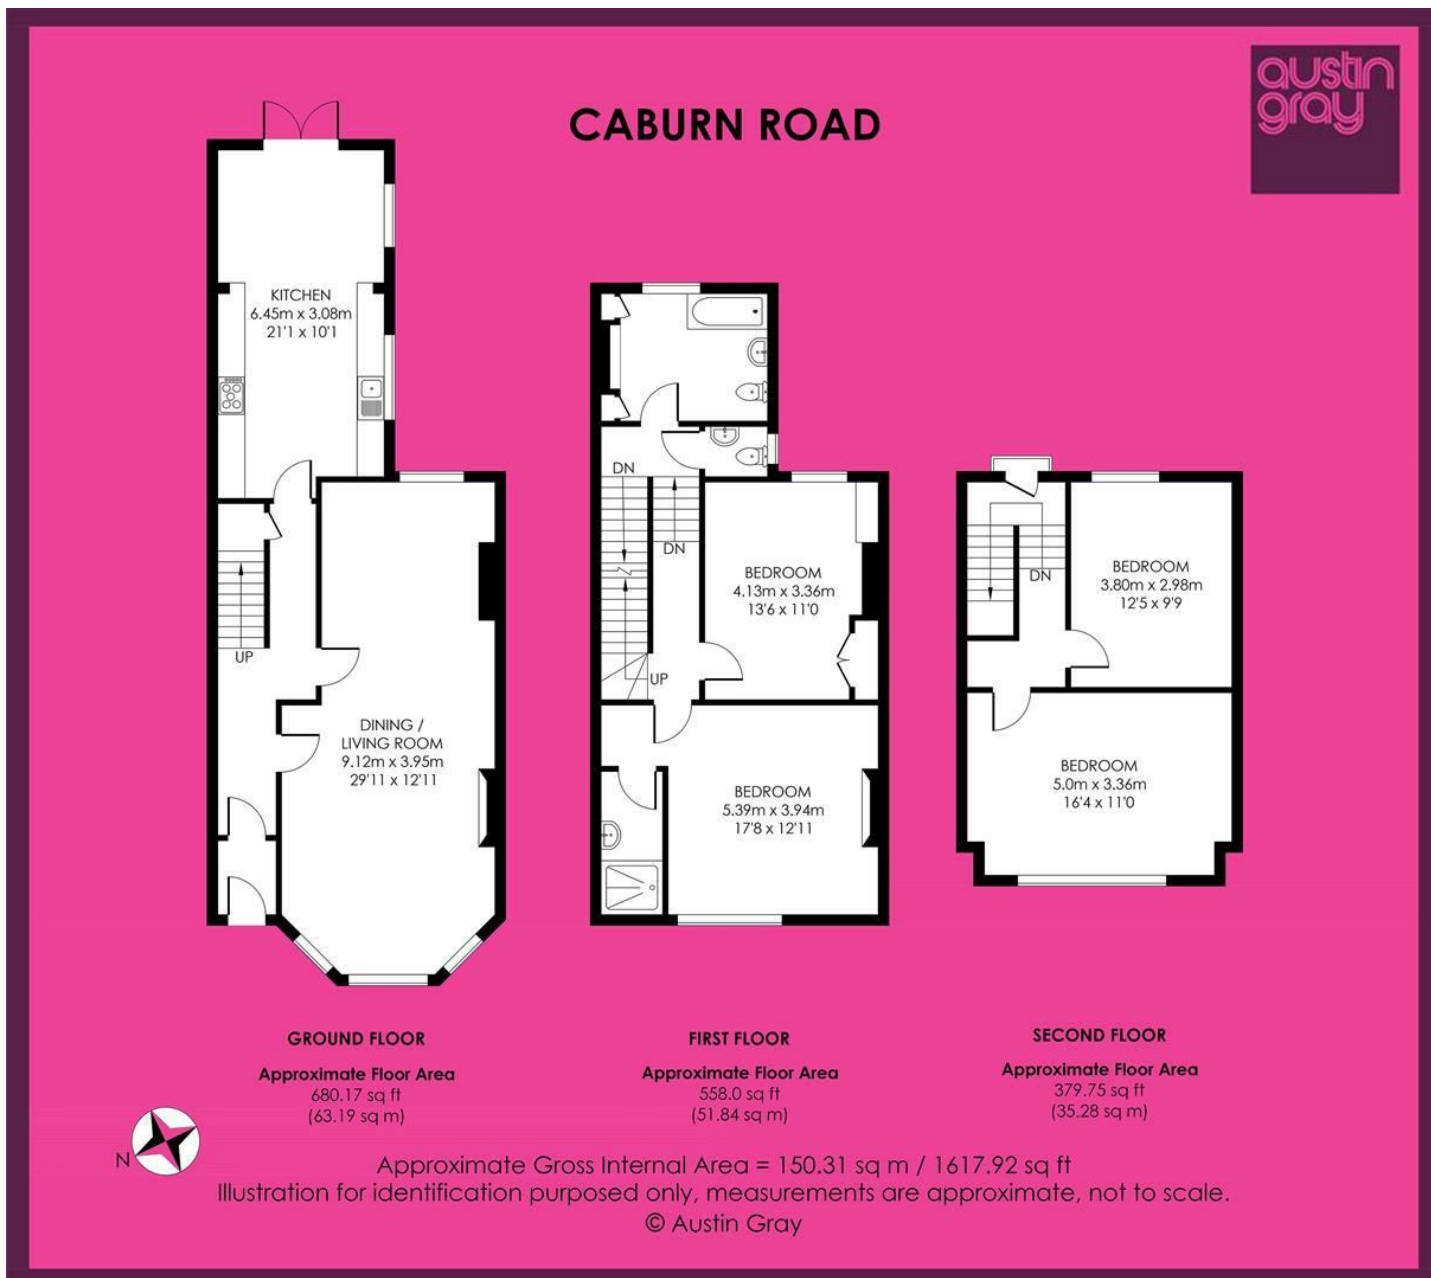 austin
gray
CABURN ROAD
KITCHEN
6.45m x 3.08m
21'1 x 10'1
UP
DINING /
LIVING ROOM
9.12m x 3.95m
29'11 x 12'11
DN
DN
BEDROOM
4.13m x 3.36m
13'6 x 11'0
UP
BEDROOM
5.39m x 3.94m
17'8 x 12'11
DN
BEDROOM
3.80m x 2.98m
12'5 x 9'9
BEDROOM
5.0m x 3.36m
16'4 x 11'0
GROUND FLOOR
Approximate Floor Area
680.17 sq ft
(63.19 sq m)
FIRST FLOOR
Approximate Floor Area
558.0 sq ft
(51.84 sq m)
SECOND FLOOR
Approximate Floor Area
379.75 sq ft
(35.28 sq m)
N
Approximate Gross Internal Area = 150.31 sq m / 1617.92 sq ft
Illustration for identification purposed only, measurements are approximate, not to scale.
© Austin Gray